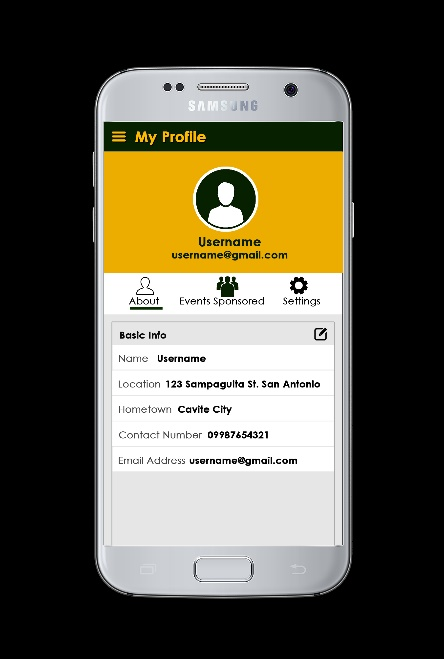 SAMSUNG
My Profile
Username
username@gmail.com
About Events Sponsored Settings
Basic Info
Name Username
Location 123 Sampaguita St. San Antonio
Hometown Cavite City
Contact Number 09987654321
Email Address username@gmail.com